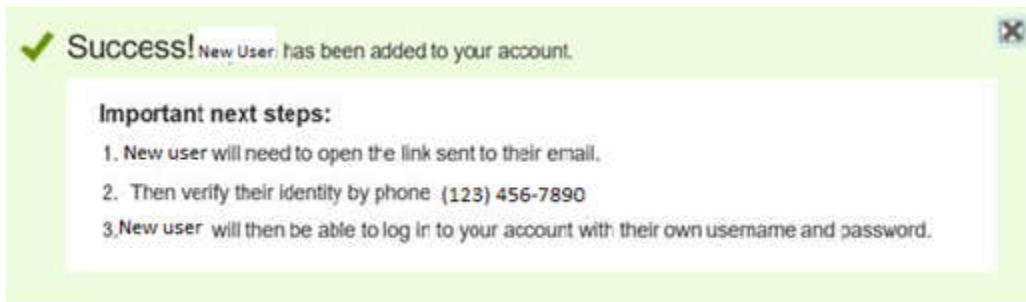 Success! New User has been added to your account.
Important next steps:
1. New user will need to open the link sent to their email.
2. Then verify their identity by phone (123) 456-7890
3,New user will then be able to log in to your account with their own username and password.